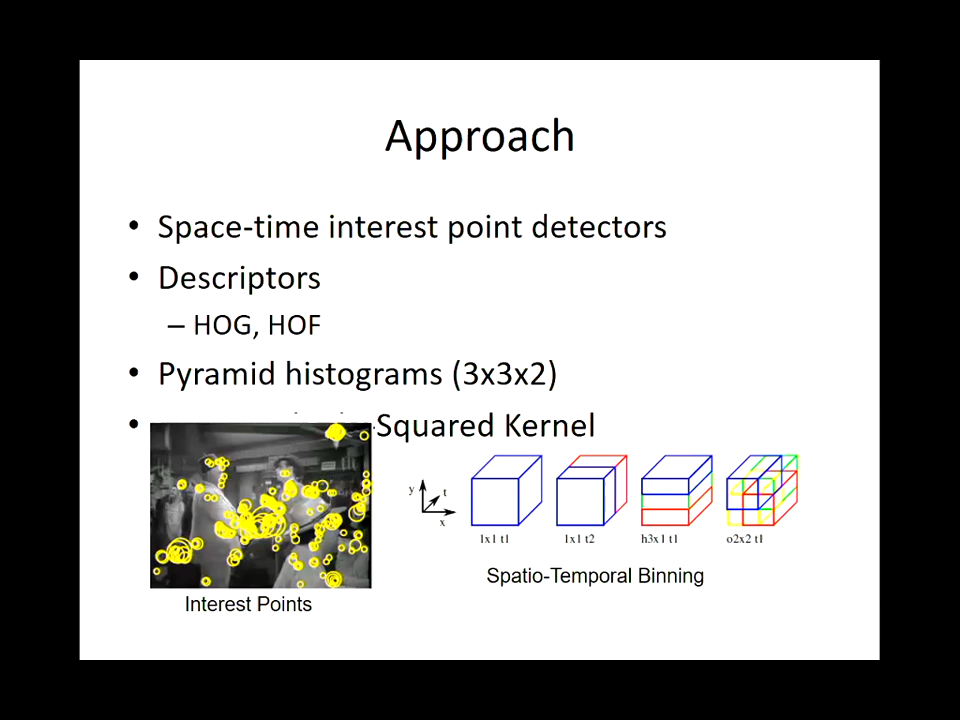 Approach
• Space-time interest point detectors
• Descriptors
– HOG, HOF
• Pyramid histograms (3x3x2)
• Squared Kernel
y t x
1x1 t1 1x1 t2 h3x1 t1 o2x2 t1
Spatio-Temporal Binning
Interest Points